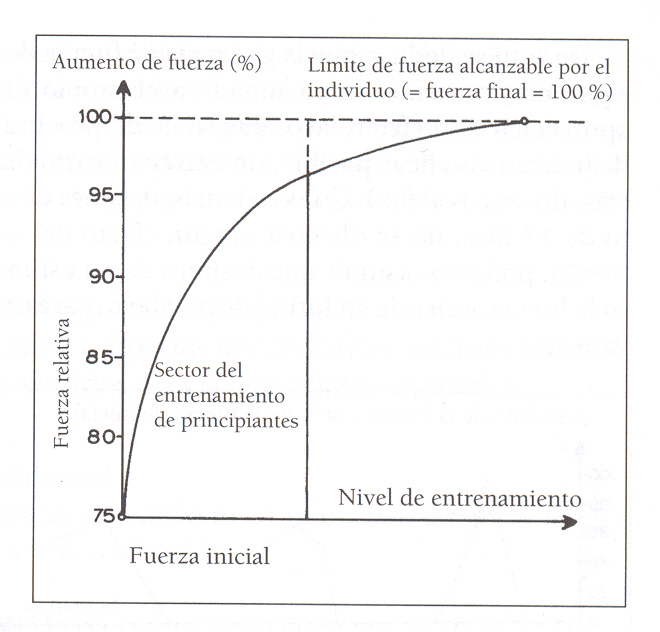 Aumento de fuerza (%)
Límite de fuerza alcanzable por el
individuo (= fuerza final = 100 %)
100
95
90
85
80
75
Fuerza relativa
Sector del
entrenamiento
de principiantes
Nivel de entrenamiento
Fuerza inicial